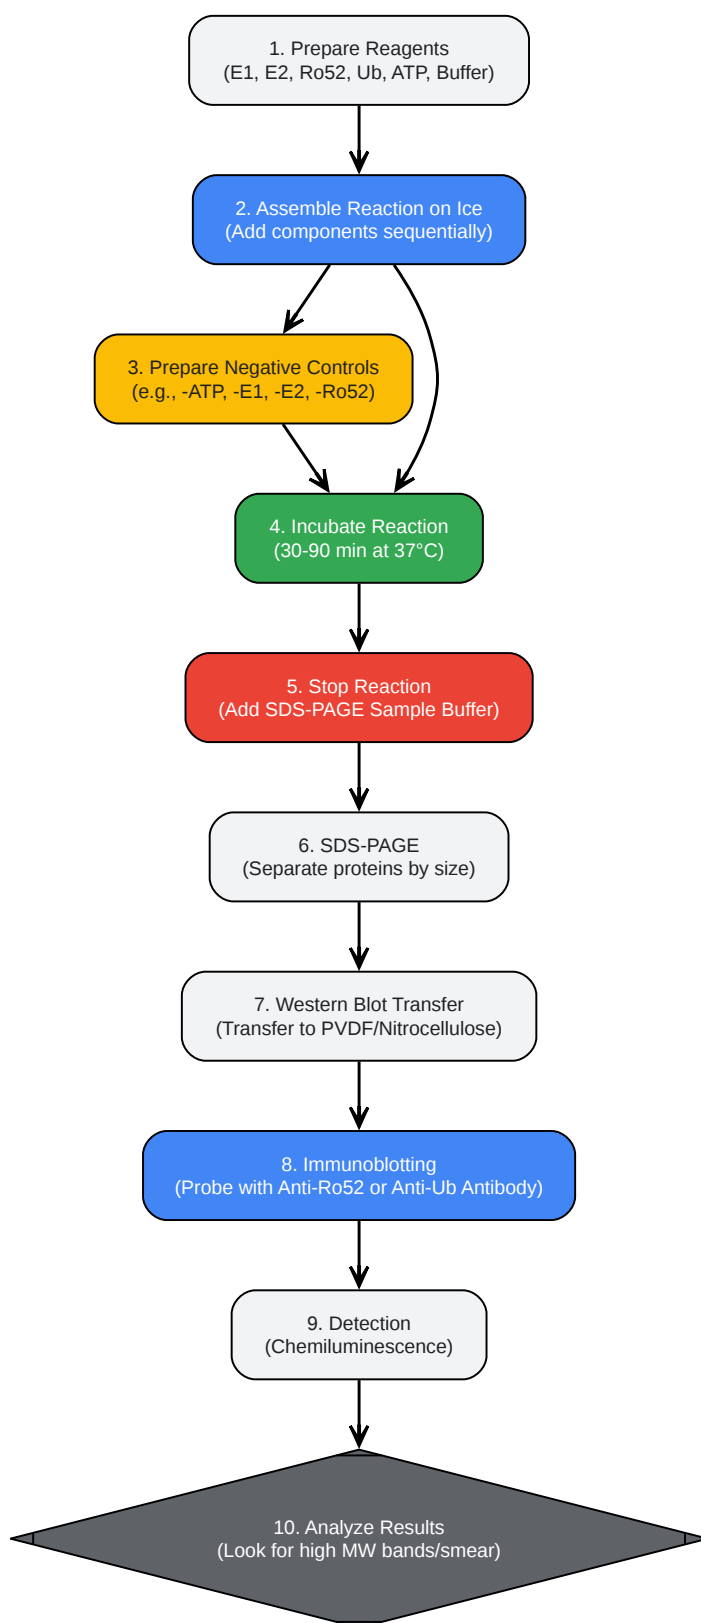 1. Prepare Reagents
(E1, E2, Ro52, Ub, ATP, Buffer)
2. Assemble Reaction on Ice
(Add components sequentially)
3. Prepare Negative Controls
(e.g., -ATP, -E1, -E2, -Ro52)
4. Incubate Reaction
(30-90 min at 37°C)
5. Stop Reaction
(Add SDS-PAGE Sample Buffer)
6. SDS-PAGE
(Separate proteins by size)
7. Western Blot Transfer
(Transfer to PVDF/Nitrocellulose)
8. Immunoblotting
(Probe with Anti-Ro52 or Anti-Ub Antibody)
9. Detection
(Chemiluminescence)
10. Analyze Results
(Look for high MW bands/smear)